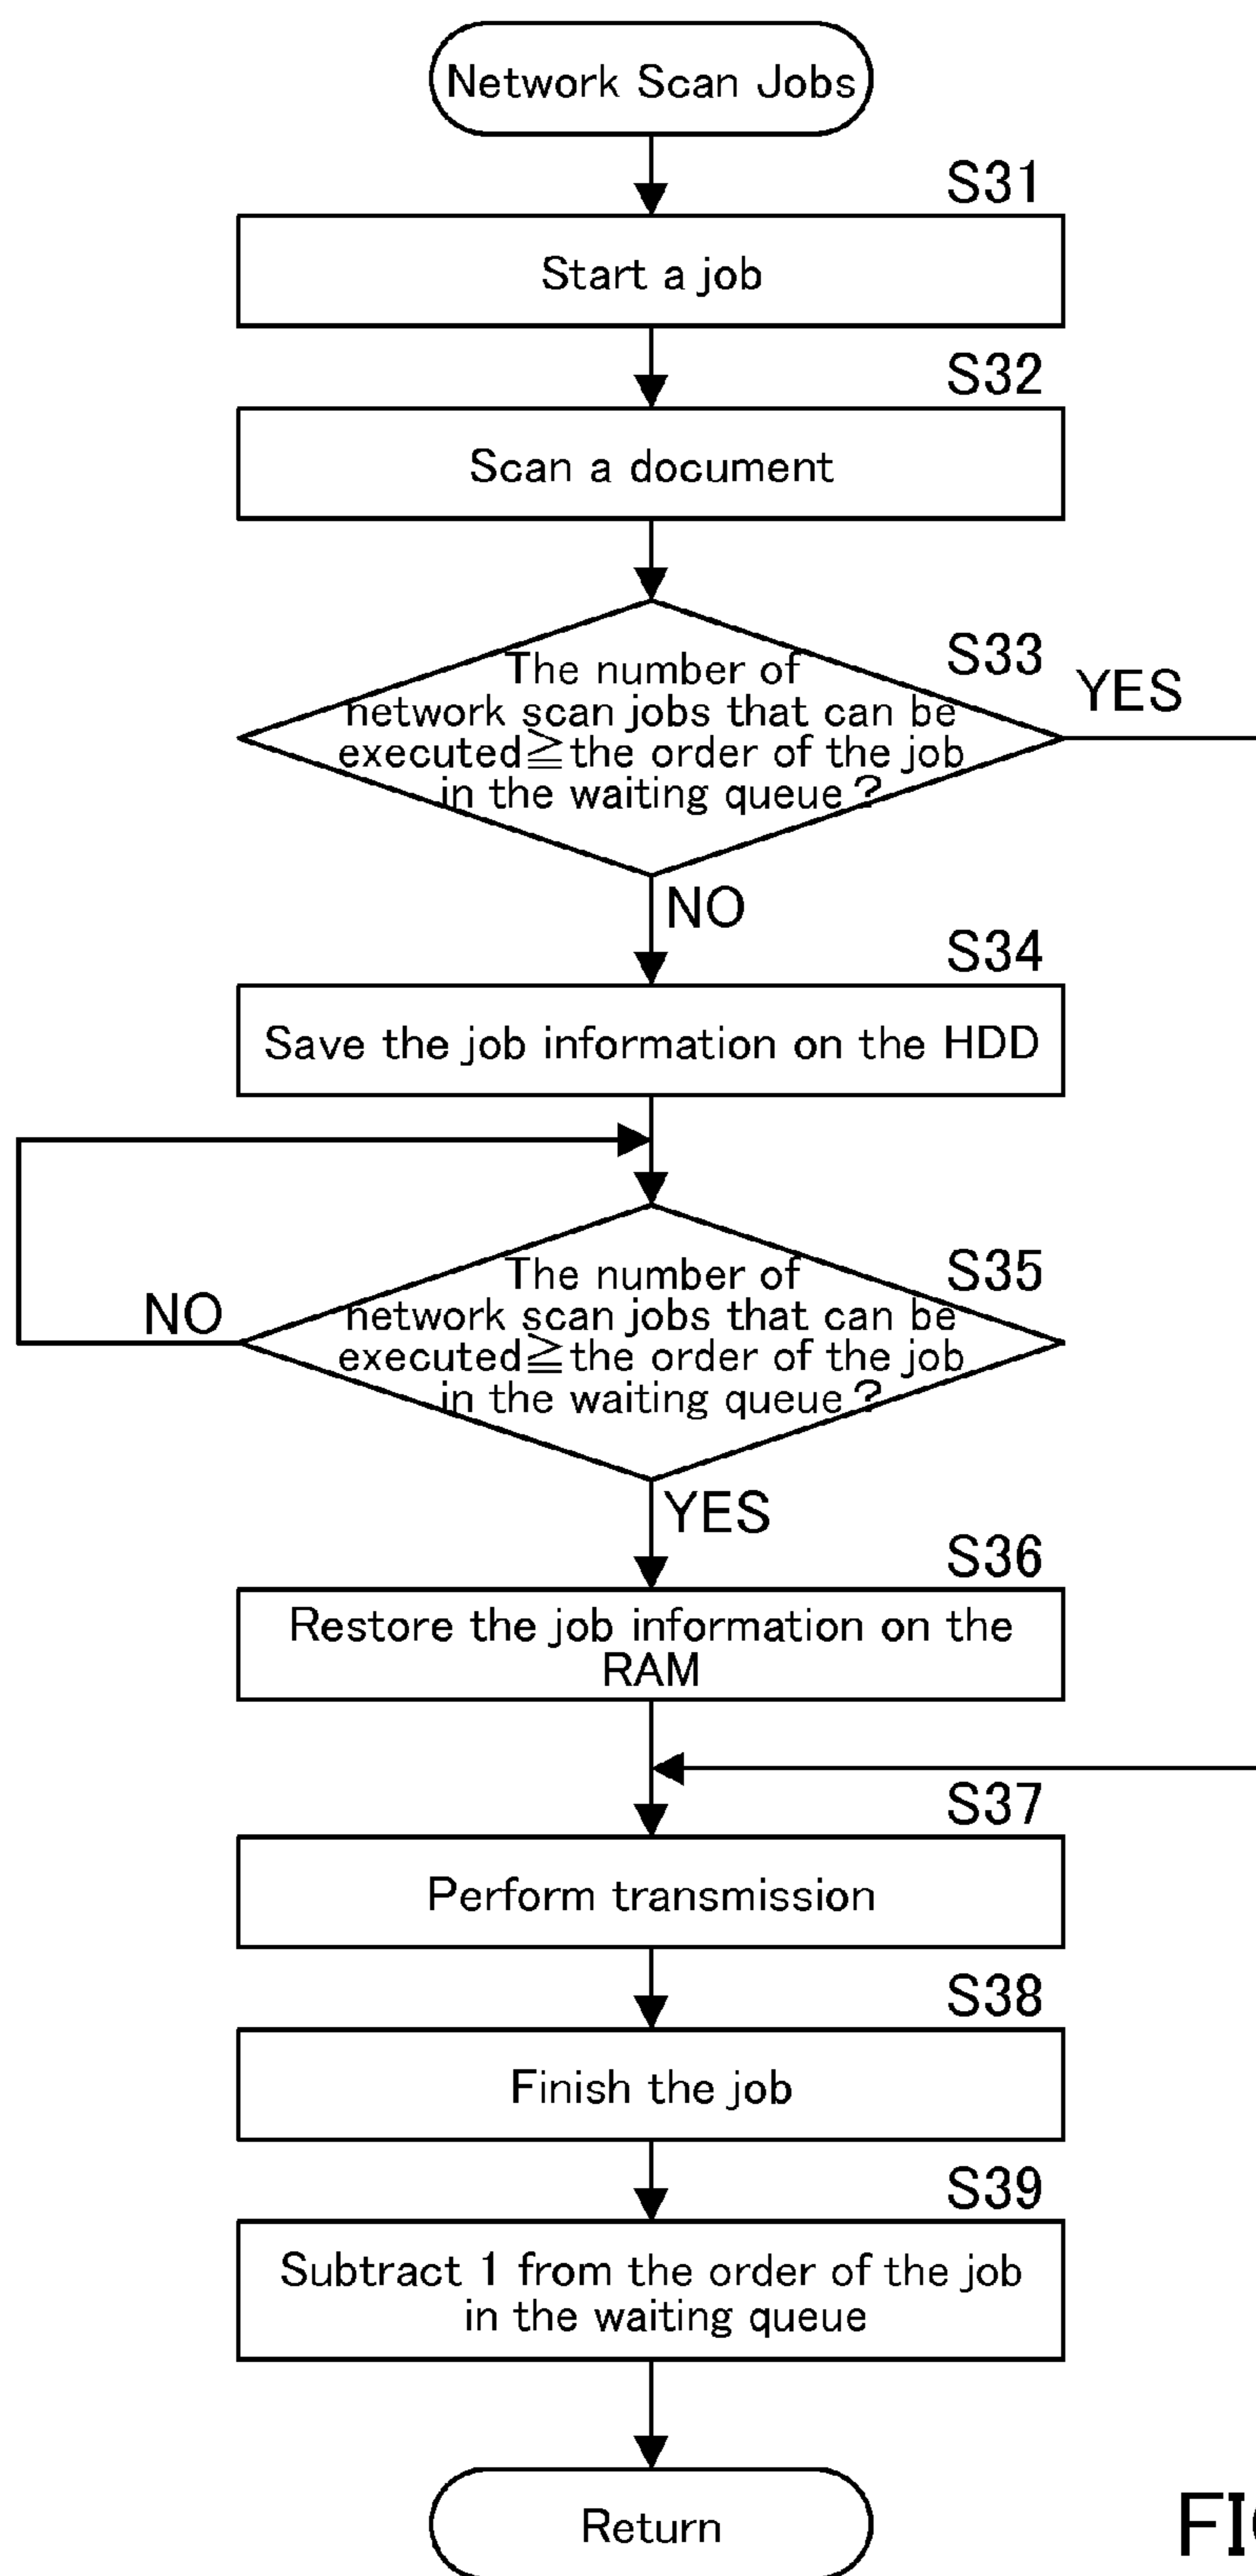 Network Scan Jobs
S31
Start a job
S32
Scan a document
S33
YES
The number of
network scan jobs that can be
executed≧the order of the job
in the waiting queue?
NO
S34
Save the job information on the HDD
S35
The number of
network scan jobs that can be
executed≧the order of the job
in the waiting queue?
NO
YES
S36
Restore the job information on the
RAM
S37
Perform transmission
S38
Finish the job
S39
Subtract 1 from the order of the job
in the waiting queue
Return